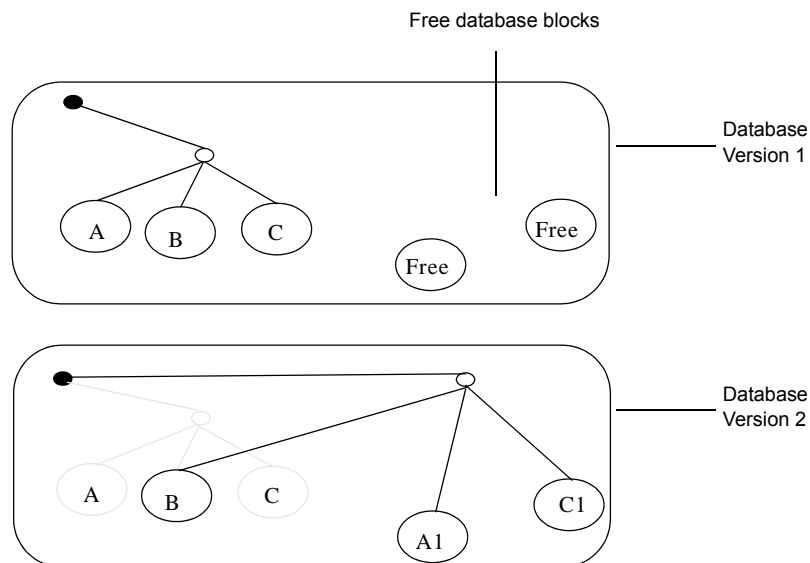 Free database blocks
Database
Version 1
A
B
C
Free
Free
Database
Version 2
A
B
C
A1
C1